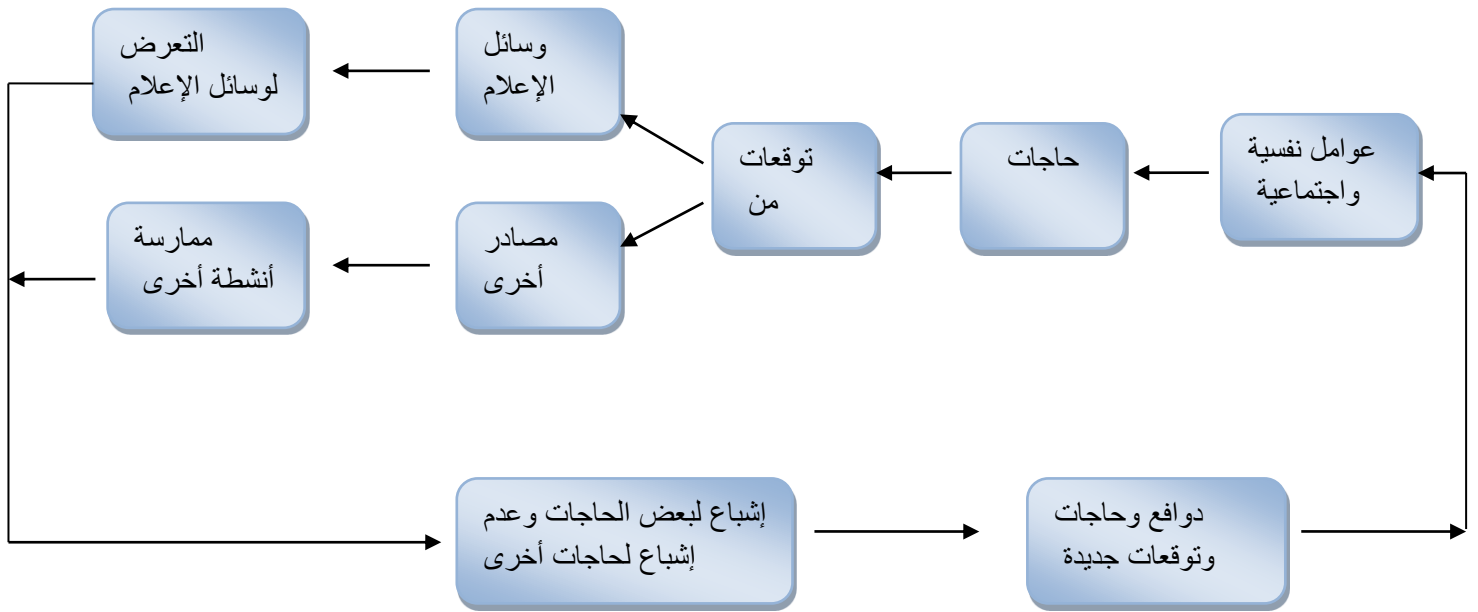 عوامل نفسية
واجتماعية
حاجات
توقعات
من
وسائل
الإعلام
التعرض
لوسائل الإعلام
مصادر
أخرى
ممارسة
أنشطة أخرى
إشباع لبعض الحاجات وعدم
إشباع لحاجات أخرى
دوافع وحاجات
وتوقعات جديدة